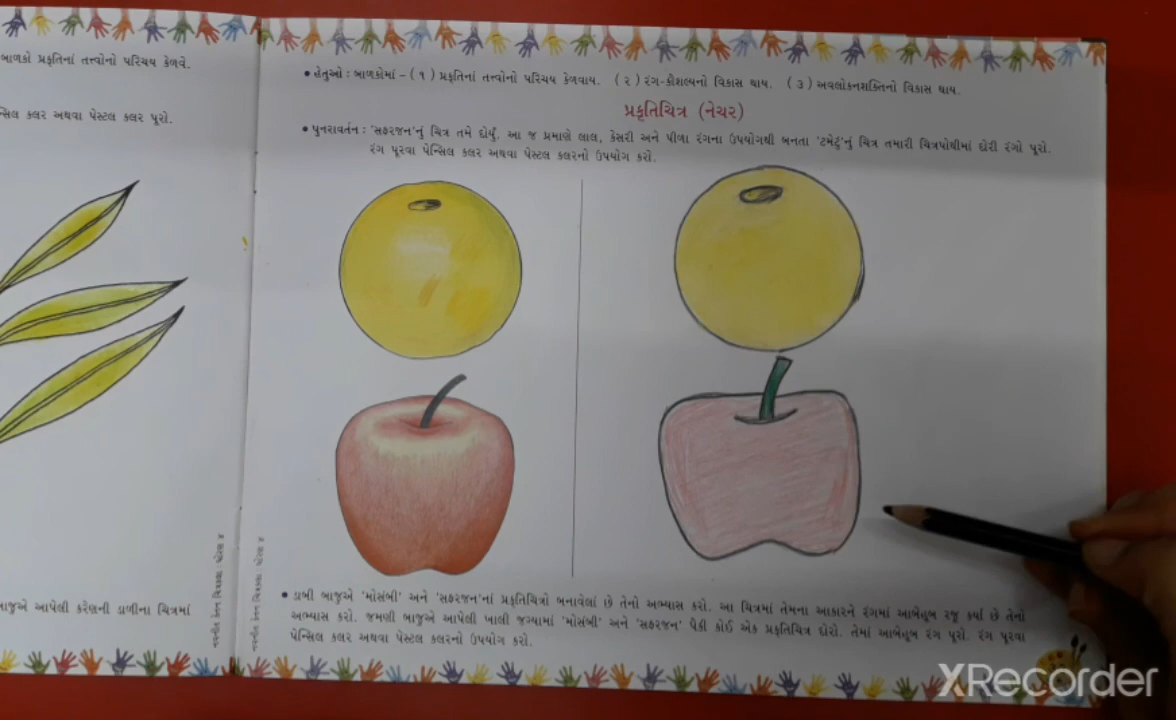 બાળકો પ્રકૃતિનાં તત્ત્વોનો પરિચય કેળવે.
ન્સિલ કલર અથવા પેસ્ટલ કલર પૂરો.
બાજુએ આપેલી કરેણની ડાળીના ચિત્રમાં
• હેતુઓ : બાળકોમાં – ( ૧ ) પ્રકૃતિનાં તત્ત્વોનો પરિચય કેળવાય. ( ૨ ) રંગ-કૌશલ્યનો વિકાસ થાય. ( ૩ ) અવલોકનશક્તિનો વિકાસ થાય.
પ્રકૃતિચિત્ર (નેચર)
• પુનરાવર્તન : ‘સફરજન’નું ચિત્ર તમે દોર્યું. આ જ પ્રમાણે લાલ, કેસરી અને પીળા રંગના ઉપયોગથી બનતા ‘ટમેટું’નું ચિત્ર તમારી ચિત્રપોથીમાં દોરી રંગો પૂરો.
રંગ પૂરવા પેન્સિલ કલર અથવા પેસ્ટલ કલરનો ઉપયોગ કરો.
• ડાબી બાજુએ ‘મોસંબી’ અને ‘સફરજન’નાં પ્રકૃતિચિત્રો બનાવેલાં છે તેનો અભ્યાસ કરો. આ ચિત્રમાં તેમના આકારને રંગમાં આબેહૂબ રજૂ કર્યા છે તેનો
અભ્યાસ કરો. જમણી બાજુએ આપેલી ખાલી જગ્યામાં ‘મોસંબી’ અને ‘સફરજન’ પૈકી કોઈ એક પ્રકૃતિચિત્ર દોરો. તેમાં આબેહૂબ રંગ પૂરો. રંગ પૂરવા
પેન્સિલ કલર અથવા પેસ્ટલ કલરનો ઉપયોગ કરો.
XRecorder